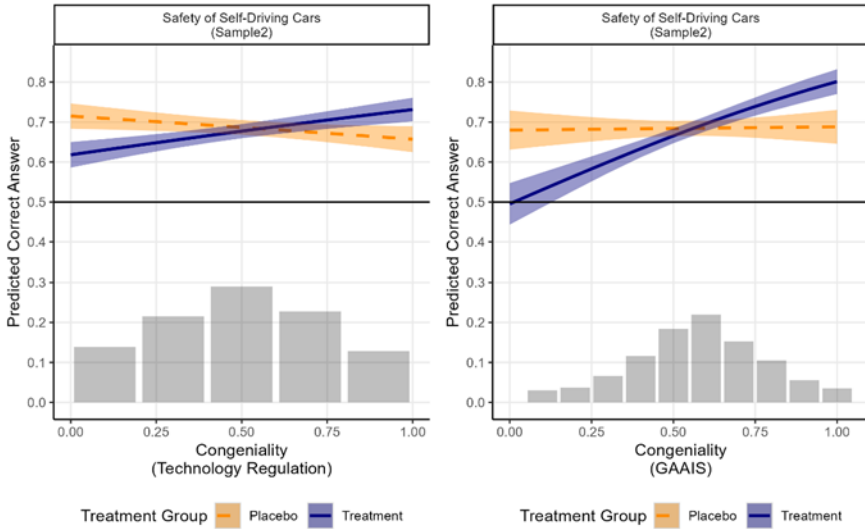 Safety of Self-Driving Cars
(Sample2)
Predicted Correct Answer
0.8
0.7
0.6
0.5
0.4
0.3
0.2
0.1
0.0
0.00 0.25 0.50 0.75 1.00
Congeniality
(Technology Regulation)
Treatment Group Placebo Treatment
Safety of Self-Driving Cars
(Sample2)
Predicted Correct Answer
0.8
0.7
0.6
0.5
0.4
0.3
0.2
0.1
0.0
0.00 0.25 0.50 0.75 1.00
Congeniality
(GAAIS)
Treatment Group Placebo Treatment